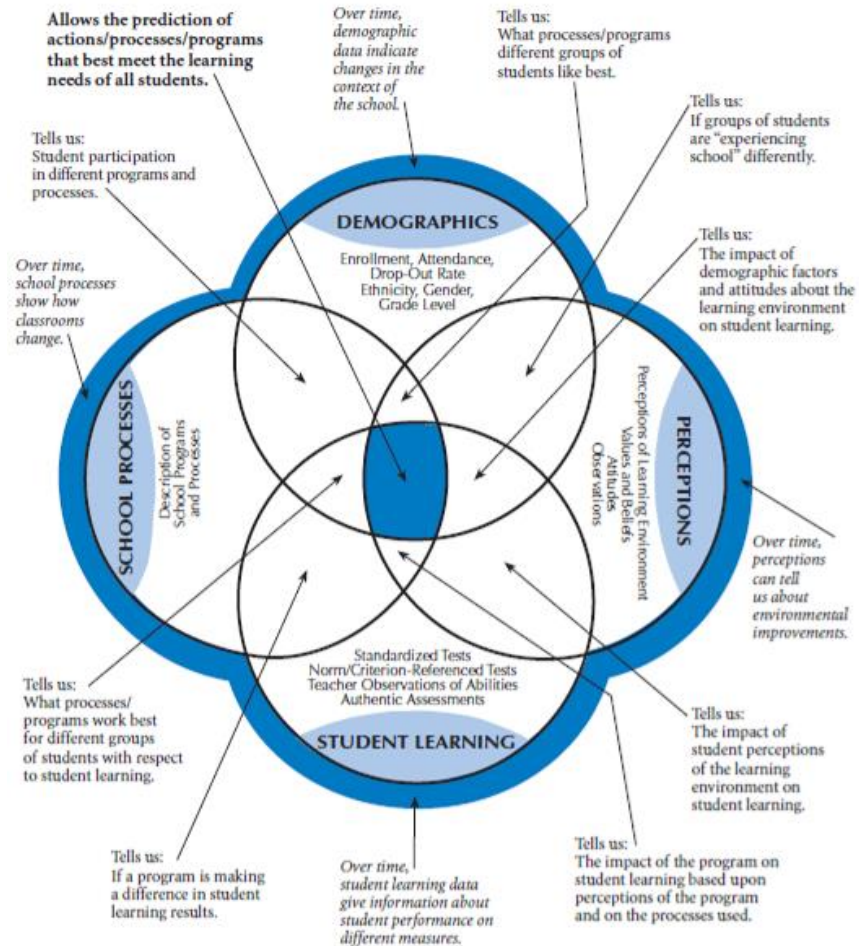 Allows the prediction of
actions/processes/programs
that best meet the learning
needs of all students.
Over time,
demographic
data indicate
changes in the
context of
the school.
Tells us:
What processes/programs
different groups of
students like best.
Tells us:
If groups of students
are “experiencing
school” differently.
Tells us:
Student participation
in different programs and
processes.
Tells us:
The impact of
demographic factors
and attitudes about the
learning environment
on student learning.
Over time,
school processes
show how
classrooms
change.
DEMOGRAPHICS
Enrollment, Attendance,
Drop-Out Rate
Ethnicity, Gender,
Grade Level
SCHOOL PROCESSES
Description of
School Programs
and Processes
PERCEPTIONS
Perceptions of Learning Environment
Values and Beliefs
Attitudes
Observations
Over time,
perceptions
can tell
us about
environmental
improvements.
Standardized Tests
Norm/Criterion-Referenced Tests
Teacher Observations of Abilities
Authentic Assessments
STUDENT LEARNING
Tells us:
What processes/
programs work best
for different groups
of students with respect
to student learning.
Tells us:
The impact of
student perceptions
of the learning
environment on
student learning.
Tells us:
If a program is making
a difference in student
learning results.
Over time,
student learning data
give information about
student performance on
different measures.
Tells us:
The impact of the program on
student learning based upon
perceptions of the program
and on the processes used.